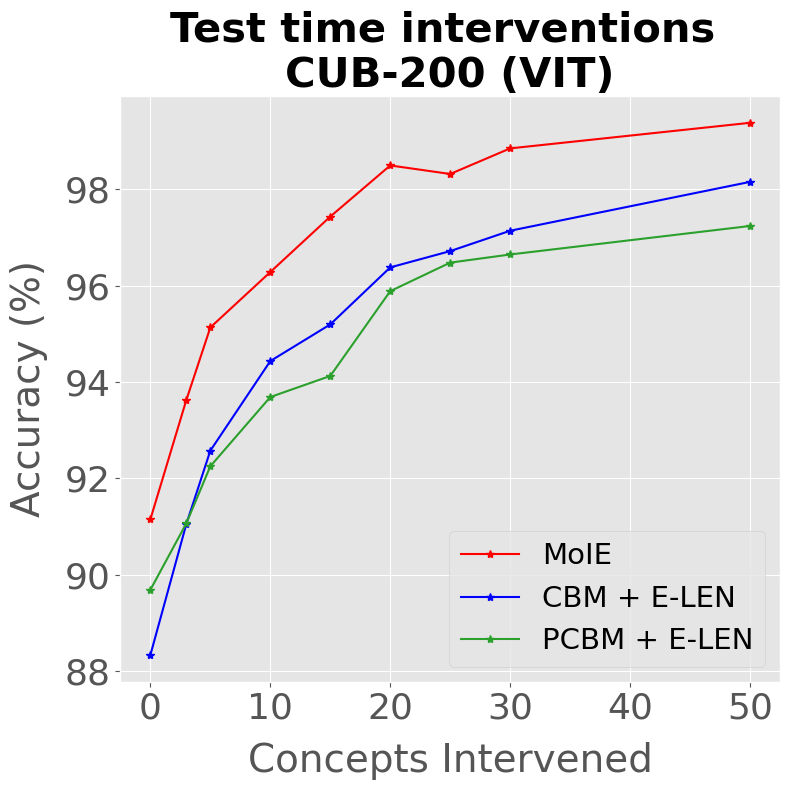 Test time interventions
CUB-200 (VIT)
Accuracy (%)
98
96
94
92
90
88
MoIE
CBM + E-LEN
PCBM + E-LEN
0 10 20 30 40 50
Concepts Intervened